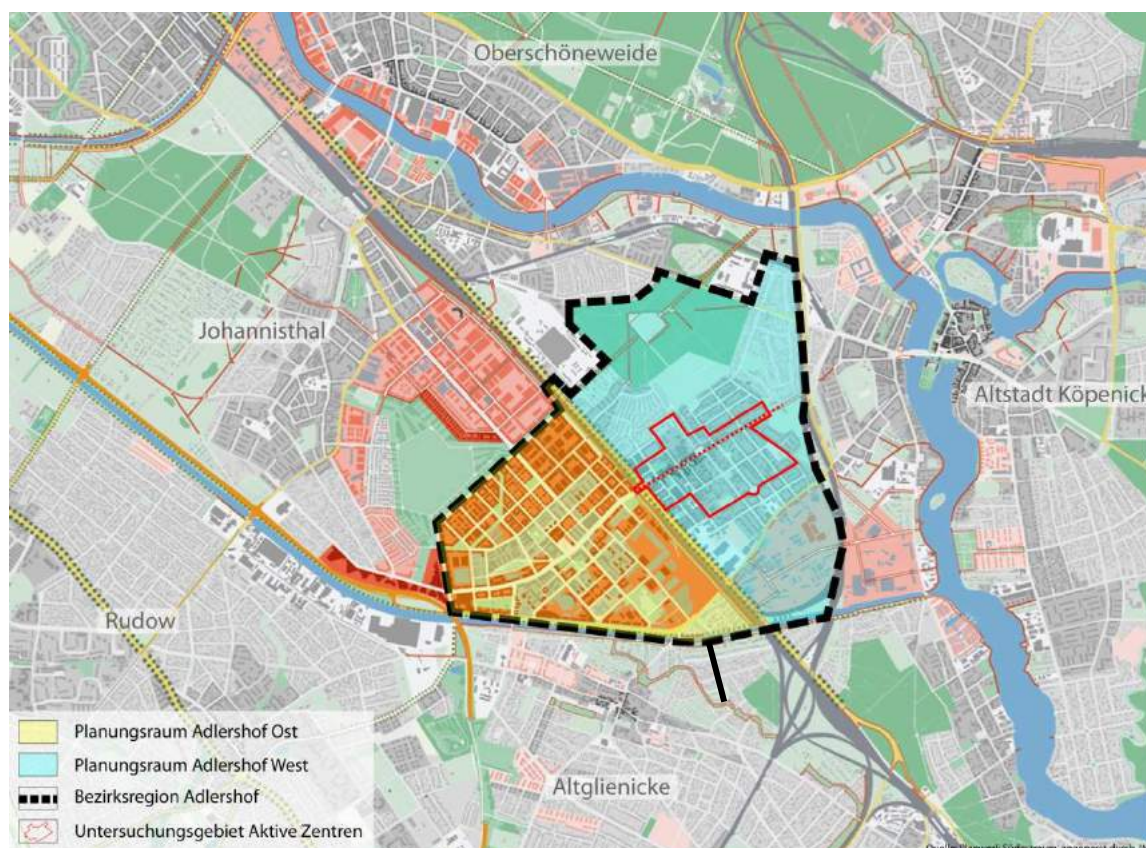 Oberschöneweide
Johannisthal
Altstadt Köpenick
Rudow
Planungsraum Adlershof Ost
Planungsraum Adlershof West
Altglienicke
Bezirksregion Adlershof
Untersuchungsgebiet Aktive Zentren